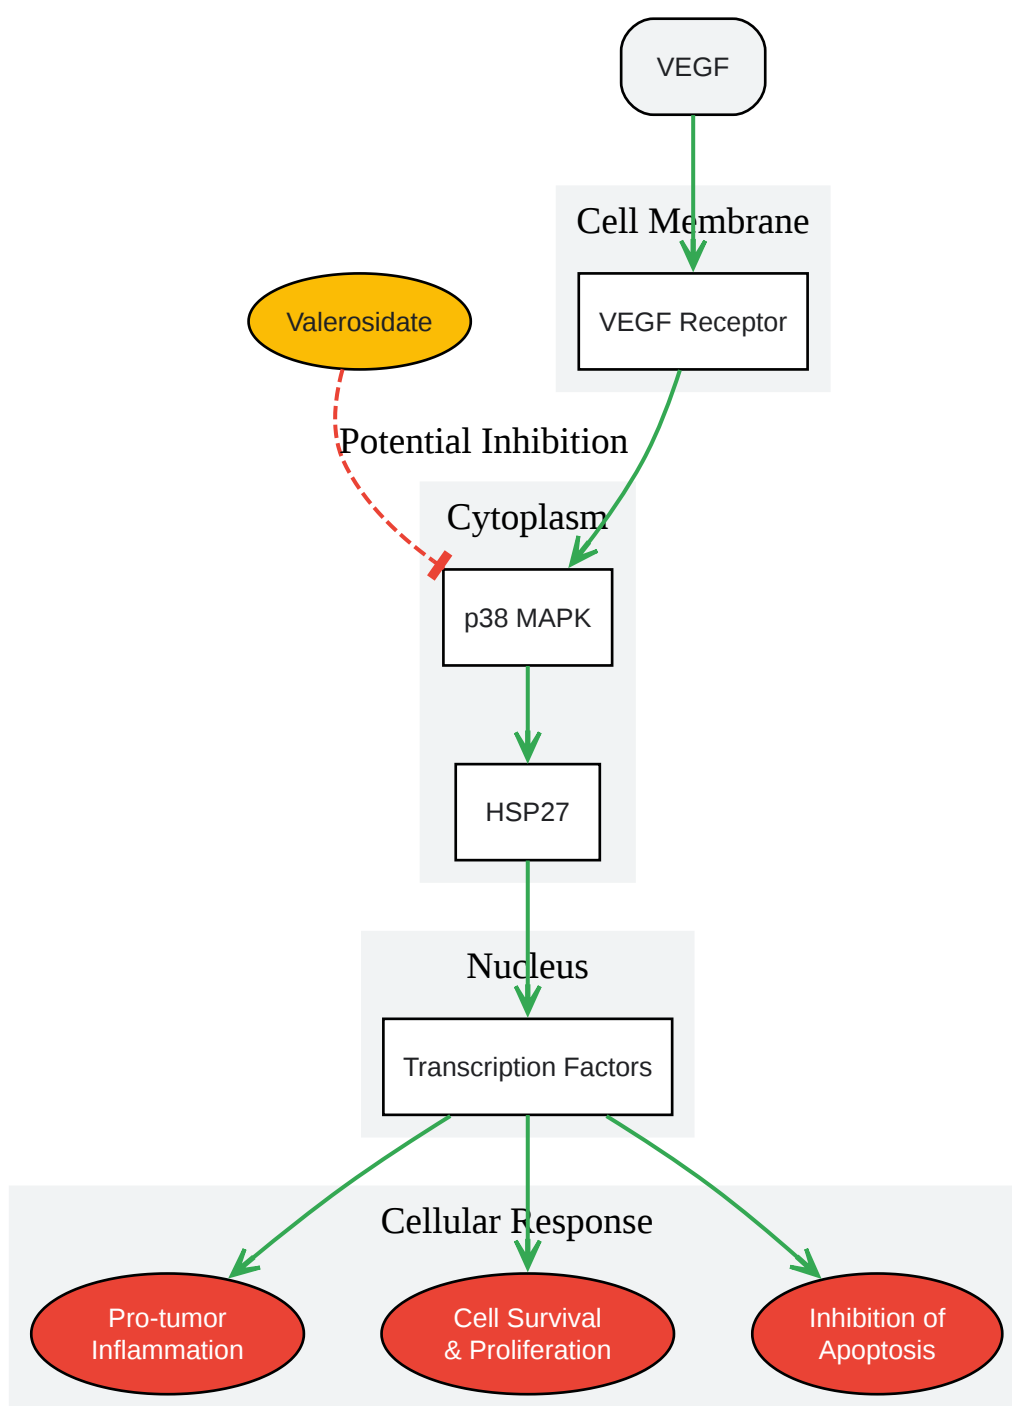 VEGF
Cell Membrane
Valerosidate
VEGF Receptor
Potential Inhibition
Cytoplasm
p38 MAPK
HSP27
Nucleus
Transcription Factors
Cellular Response
Pro-tumor
Inflammation
Cell Survival
& Proliferation
Inhibition of
Apoptosis